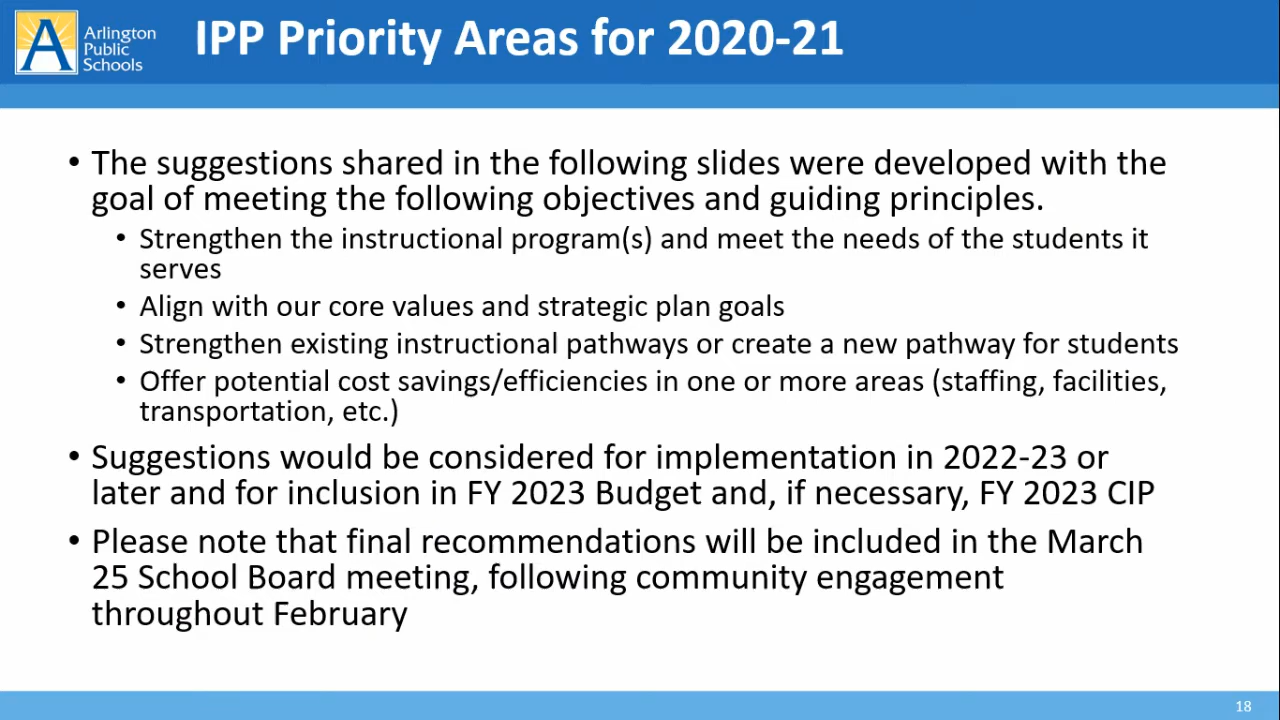 A
Arlington
Public
Schools
IPP Priority Areas for 2020-21
• The suggestions shared in the following slides were developed with the
goal of meeting the following objectives and guiding principles.
• Strengthen the instructional program(s) and meet the needs of the students it
serves
• Align with our core values and strategic plan goals
• Strengthen existing instructional pathways or create a new pathway for students
• Offer potential cost savings/efficiencies in one or more areas (staffing, facilities,
transportation, etc.)
• Suggestions would be considered for implementation in 2022-23 or
later and for inclusion in FY 2023 Budget and, if necessary, FY 2023 CIP
• Please note that final recommendations will be included in the March
25 School Board meeting, following community engagement
throughout February
18